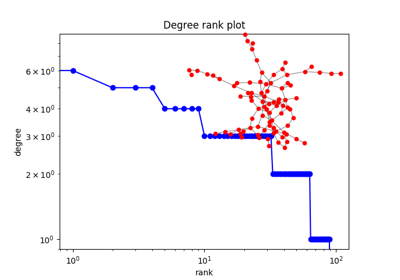 Degree rank plot
degree
6 × 10⁰
4 × 10⁰
3 × 10⁰
2 × 10⁰
10⁰
10⁰ 10¹ 10²
rank